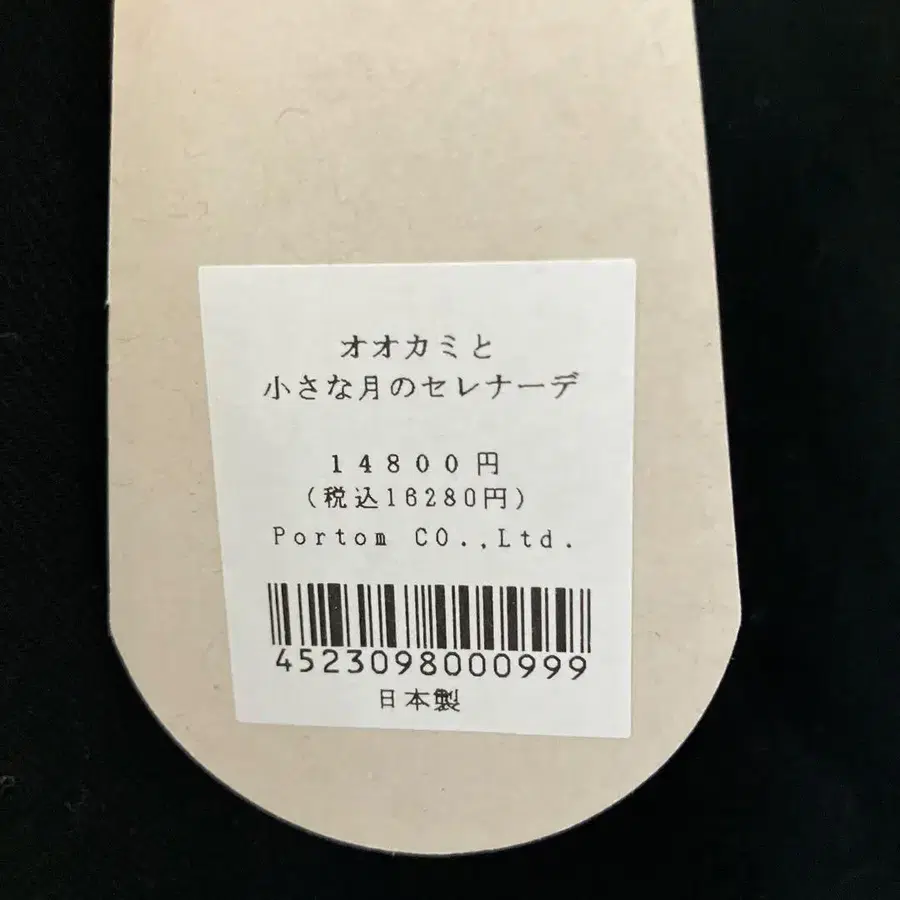 オオカミと
小さな月のセレナーデ
14800円
(税込16280円)
Portom CO.,Ltd.
4523098000999
日本製